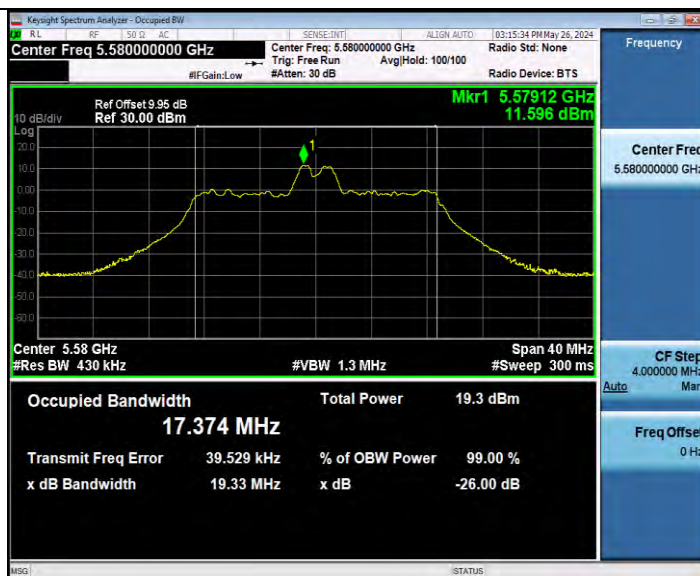 Keysight Spectrum Analyzer - Occupied BW
RL RF 50 Ω AC SENSE:INT ALIGN AUTO 03:15:34 PM May 26, 2024
Center Freq 5.580000000 GHz
Center Freq: 5.580000000 GHz
Radio Std: None
Trig: Free Run Avg|Hold: 100/100
#IFGain:Low #Atten: 30 dB Radio Device: BTS
Frequency
Ref Offset 9.95 dB
10 dB/div Ref 30.00 dBm
Mkr1 5.57912 GHz
11.596 dBm
Log
20.0
10.0
0.00
-10.0
-20.0
-30.0
-40.0
-50.0
-60.0
1
Center 5.58 GHz Span 40 MHz
#Res BW 430 kHz #VBW 1.3 MHz #Sweep 300 ms
Occupied Bandwidth Total Power 19.3 dBm
17.374 MHz
Transmit Freq Error 39.529 kHz % of OBW Power 99.00 %
x dB Bandwidth 19.33 MHz x dB -26.00 dB
Center Freq
5.580000000 GHz
CF Step
4.000000 MHz
Auto Man
Freq Offset
0 Hz
MSG STATUS